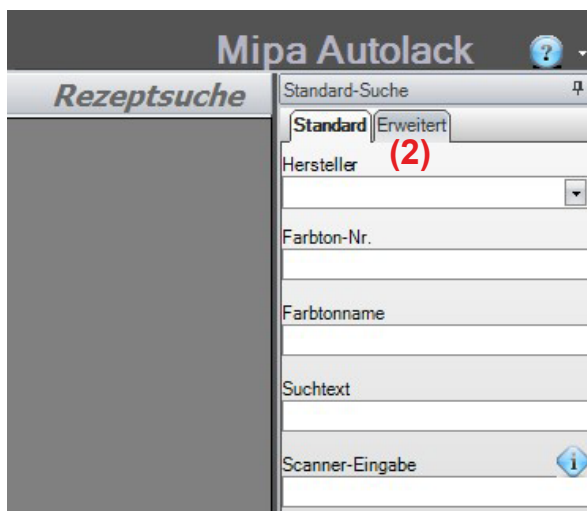 Mipa Autolack ?
Rezeptsuche
Standard-Suche
Standard Erweitert
(2)
Hersteller
Farbton-Nr.
Farbtonname
Suchtext
Scanner-Eingabe i